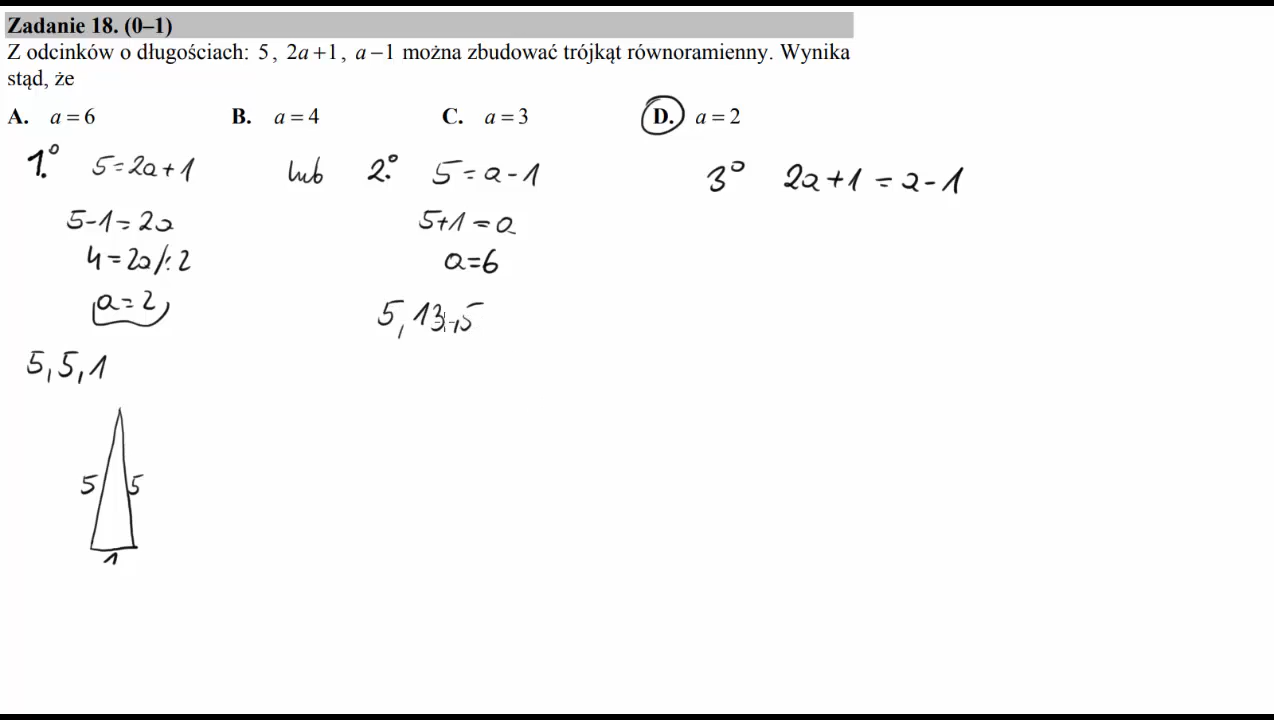 Zadanie 18. (0–1)
Z odcinków o długościach: 5, 2a+1, a−1 można zbudować trójkąt równoramienny. Wynika
stąd, że
A. a = 6 B. a = 4 C. a = 3 D. a = 2
1.° 5=2a+1 lub 2.° 5=a-1 3° 2a+1=a-1
5-1=2a 5+1=a
4=2a/:2 a=6
a=2 5, 13, 5
5, 5, 1
5 5
1